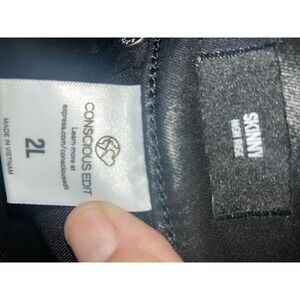 CONSCIOUS EDIT
Learn more at
express.com/consciousedit
2L
MADE IN VIETNAM
SKINNY